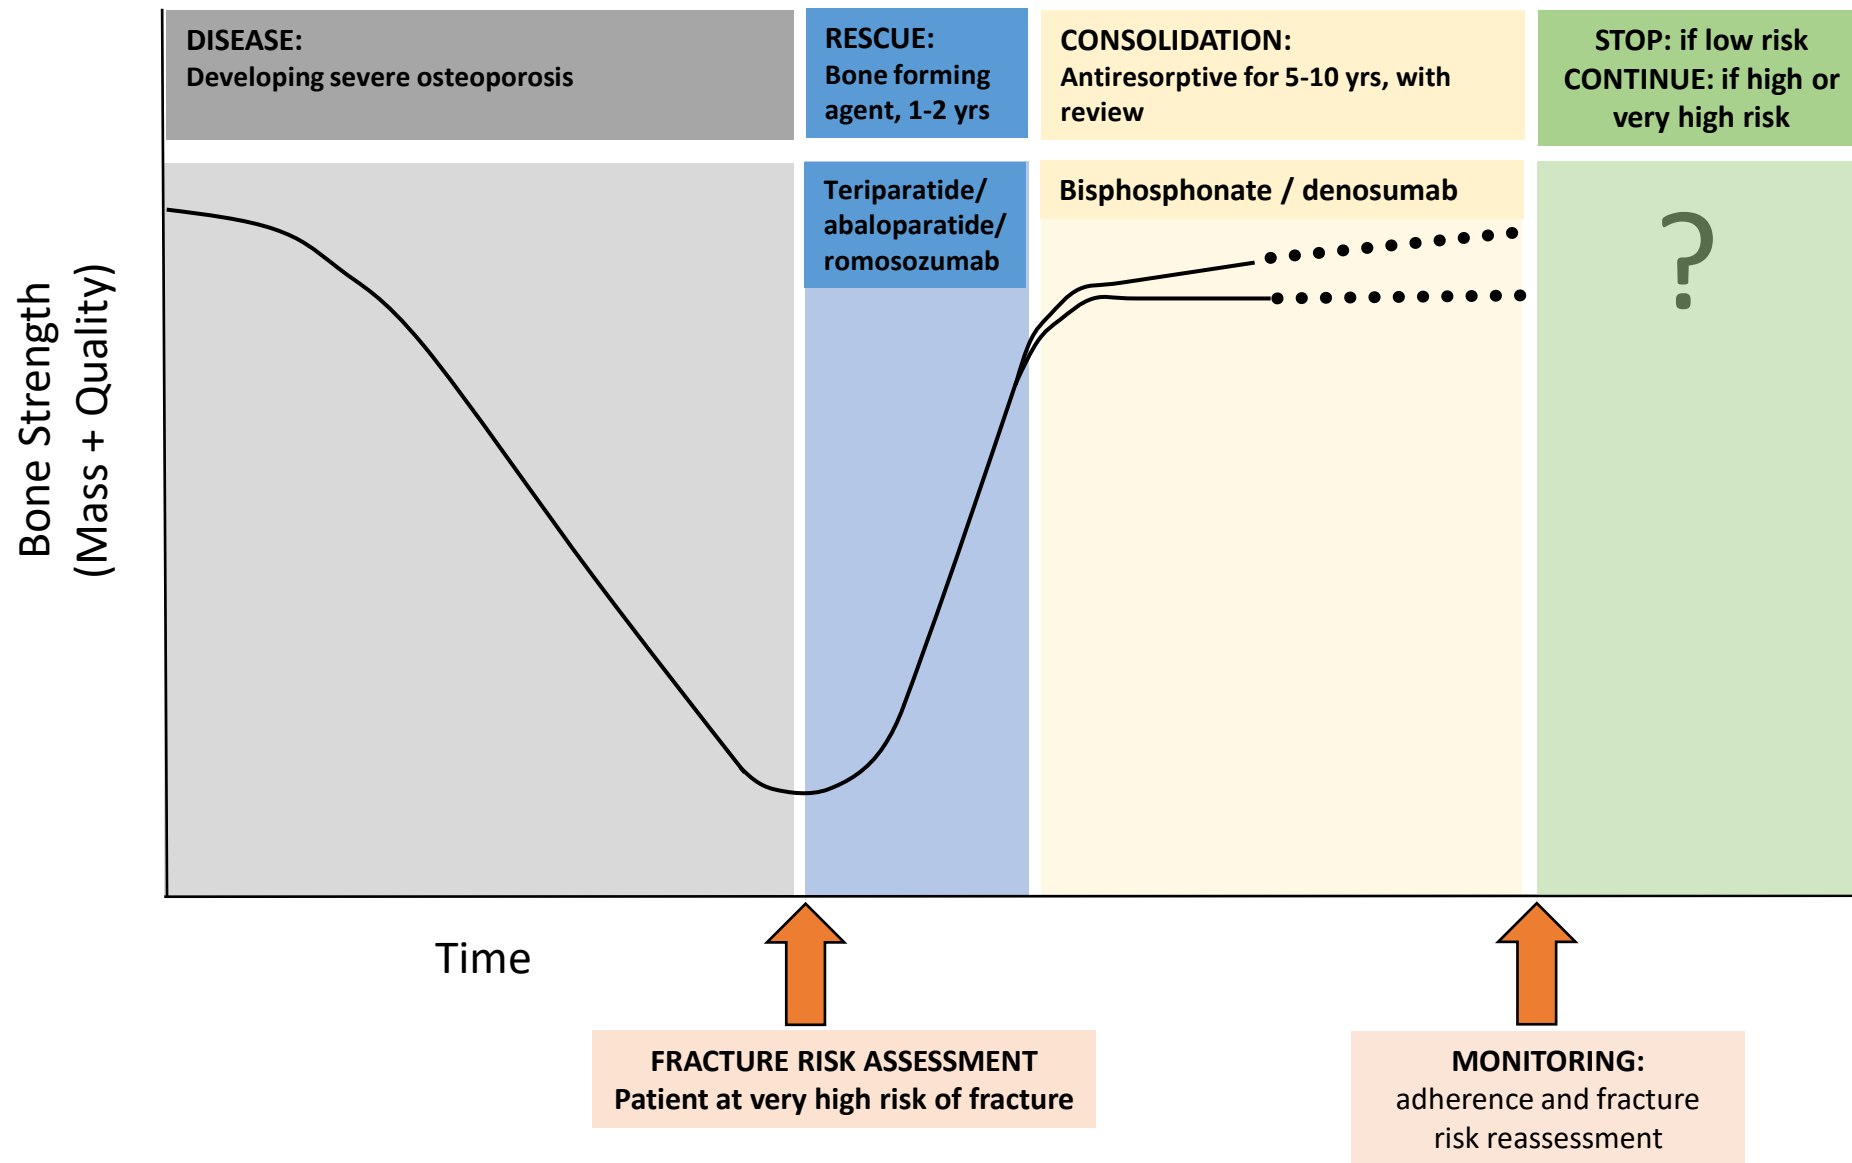 DISEASE:
Developing severe osteoporosis
RESCUE:
Bone forming
agent, 1-2 yrs
CONSOLIDATION:
Antiresorptive for 5-10 yrs, with
review
STOP: if low risk
CONTINUE: if high or
very high risk
Teriparatide/
abaloparatide/
romosozumab
Bisphosphonate / denosumab
?
Bone Strength
(Mass + Quality)
Time
FRACTURE RISK ASSESSMENT
Patient at very high risk of fracture
MONITORING:
adherence and fracture
risk reassessment